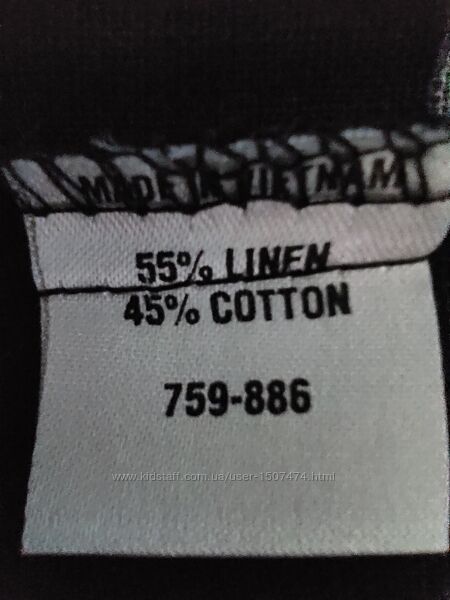 MADE IN VIETNAM
55% LINEN
45% COTTON
759-886
www.kidstaff.com.ua/user-1507474.html